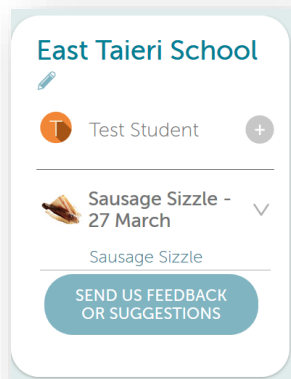 East Taieri School
T
Test Student
+
Sausage Sizzle -
27 March
Sausage Sizzle
SEND US FEEDBACK
OR SUGGESTIONS